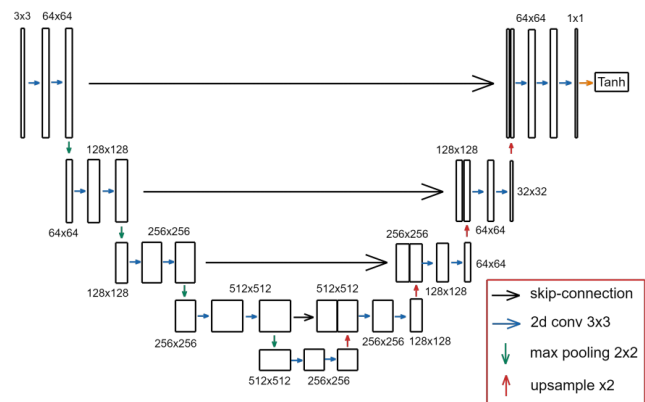 3x3 64x64 64x64 1x1
Tanh
128x128 128x128
64x64 32x32
64x64
256x256 256x256
128x128 128x128 64x64
512x512 512x512
256x256 256x256 128x128
512x512 256x256
skip-connection
2d conv 3x3
max pooling 2x2
upsample x2